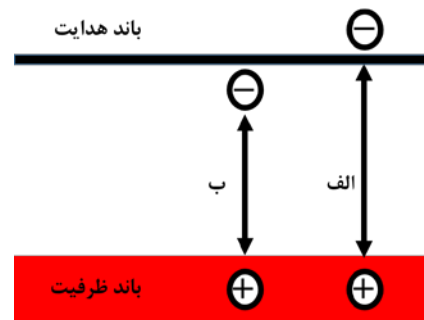 باند هدایت
الف
ب
باند ظرفیت